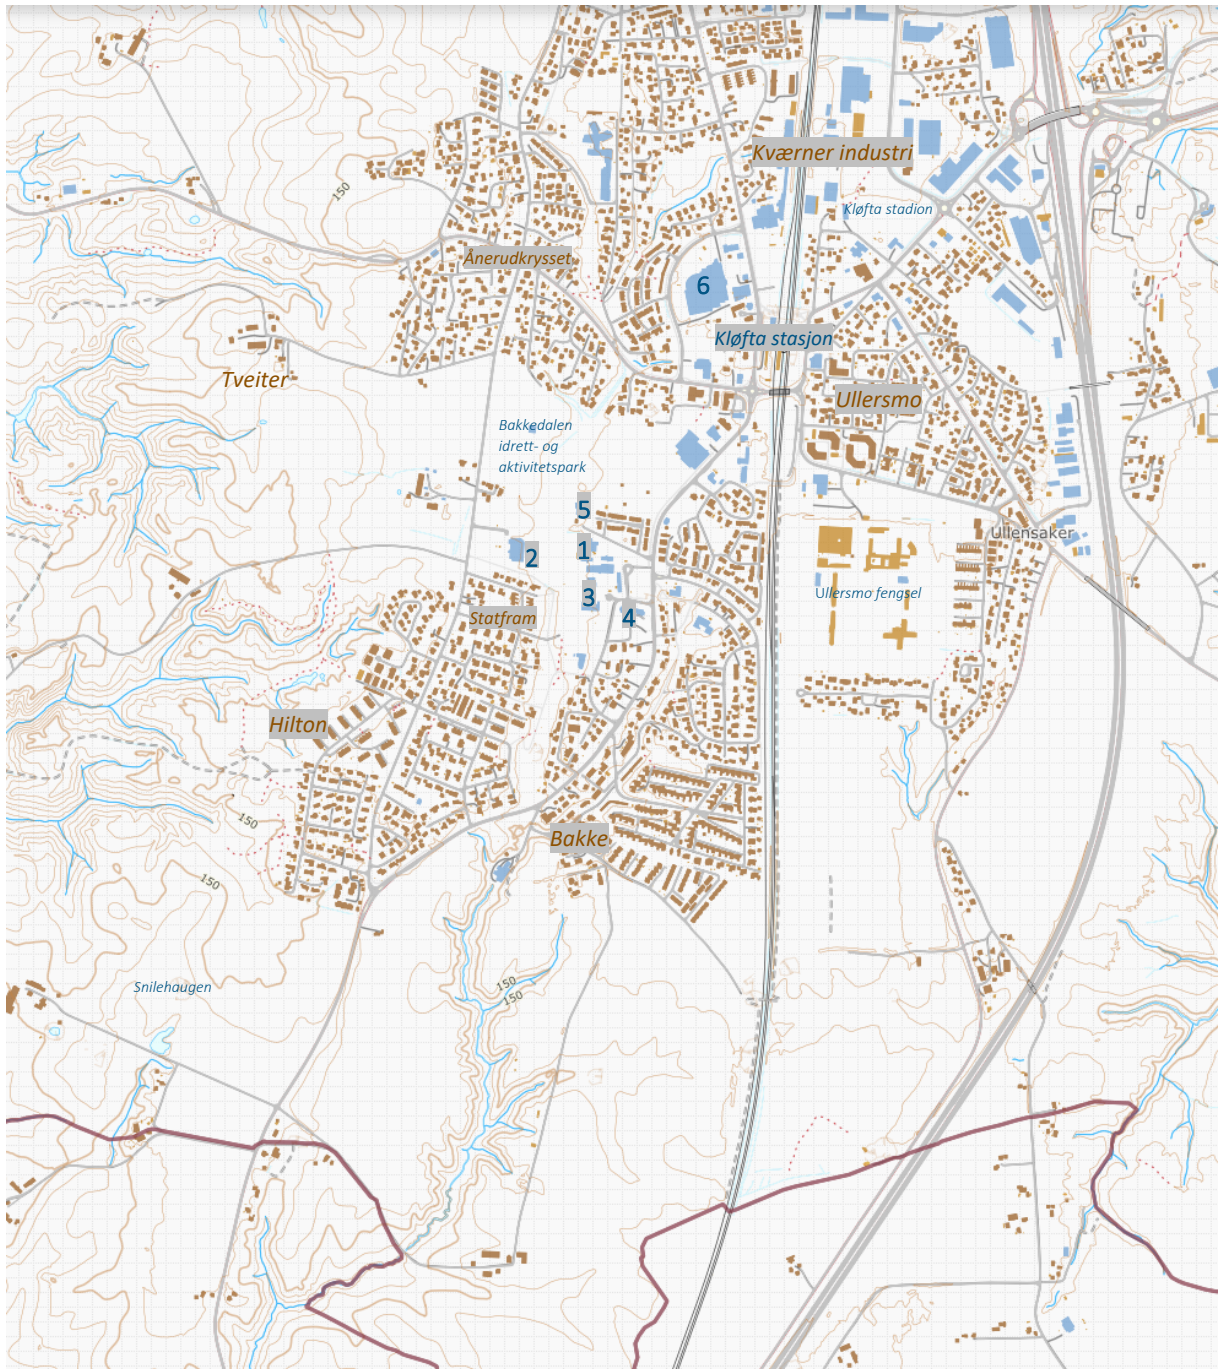 Kværner industri
150
Kløfta stadion
Ånerudkrysset
6
Kløfta stasjon
Tveiter
Ullersmo
Bakkedalen
idrett- og
aktivitetspark
5
Ullensaker
1
2
3
Ullersmo fengsel
4
Statfram
Hilton
150
Bakke
150
150
150
Snilehaugen